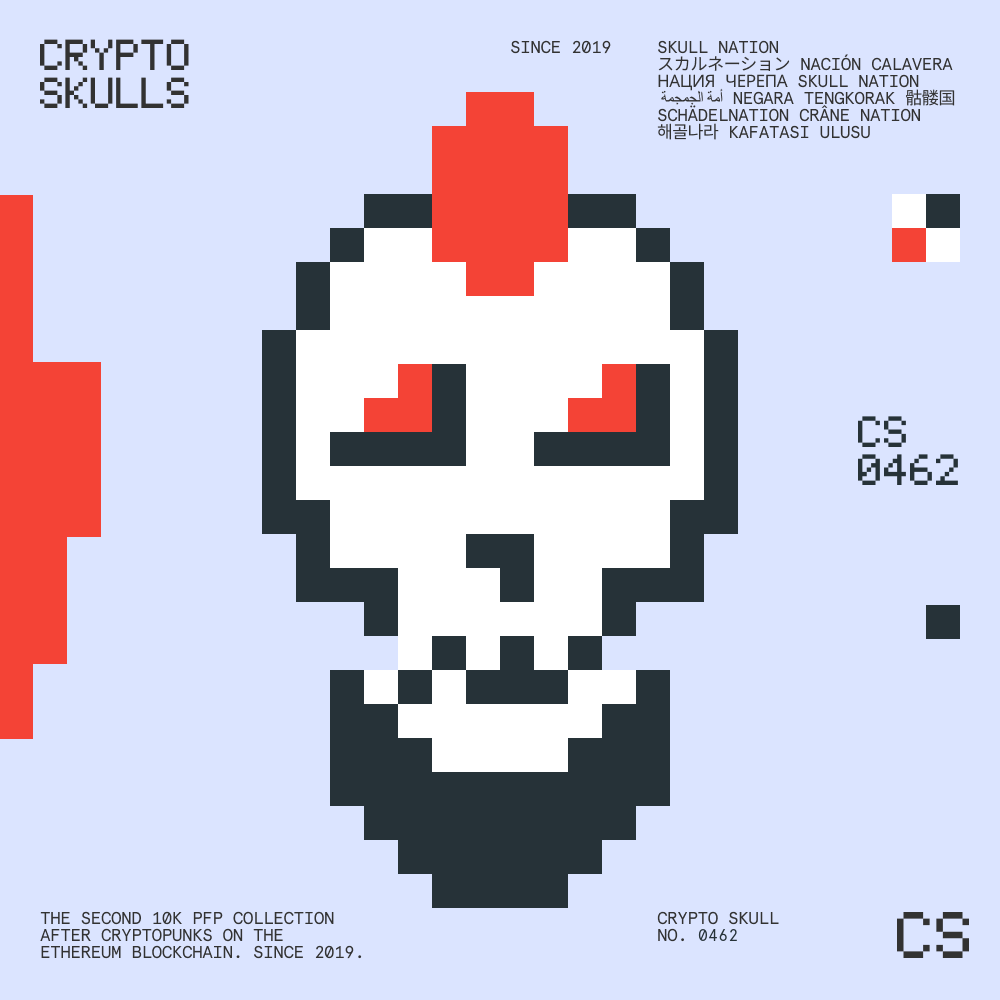 CRYPTO
SKULLS
SINCE 2019
SKULL NATION
スカルネーション NACIÓN CALAVERA
НАЦИЯ ЧЕРЕПА SKULL NATION
أمة الجمجمة NEGARA TENGKORAK 骷髅国
SCHÄDELNATION CRÂNE NATION
해골나라 KAFATASI ULUSU
CS
0462
THE SECOND 10K PFP COLLECTION
AFTER CRYPTOPUNKS ON THE
ETHEREUM BLOCKCHAIN. SINCE 2019.
CRYPTO SKULL
NO. 0462
CS